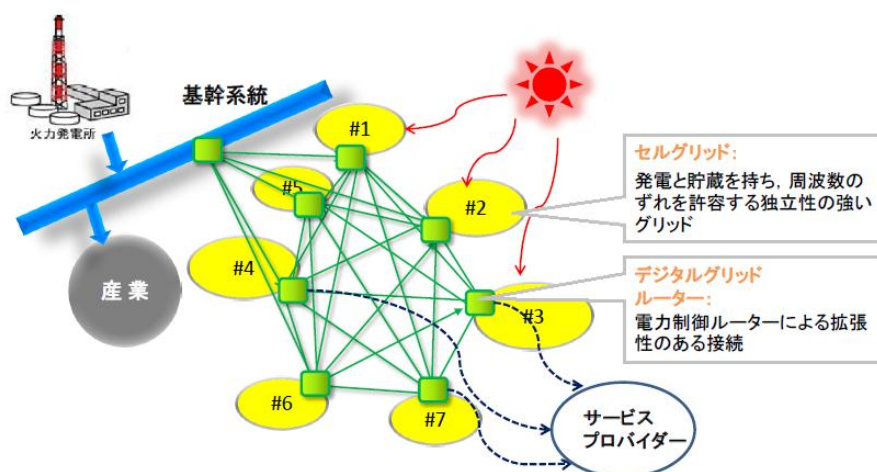 火力発電所
基幹系統
産業
#1
#5
#2
#4
#3
#6
#7
セルグリッド:
発電と貯蔵を持ち,周波数の
ずれを許容する独立性の強い
グリッド
デジタルグリッド
ルーター:
電力制御ルーターによる拡張
性のある接続
サービス
プロバイダー